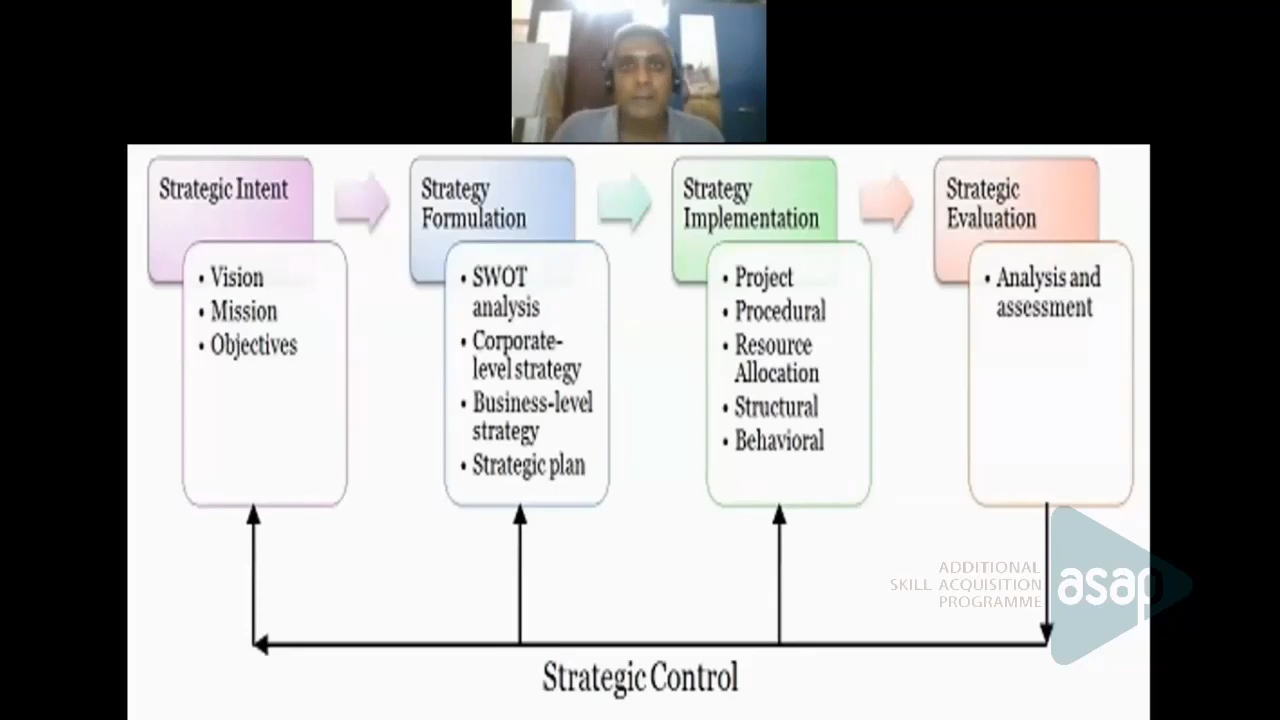 Strategic Intent
• Vision
• Mission
• Objectives
Strategy
Formulation
• SWOT
analysis
• Corporate-
level strategy
• Business-level
strategy
• Strategic plan
Strategy
Implementation
• Project
• Procedural
• Resource
Allocation
• Structural
• Behavioral
Strategic
Evaluation
• Analysis and
assessment
Strategic Control
ADDITIONAL
SKILL ACQUISITION
PROGRAMME
asap